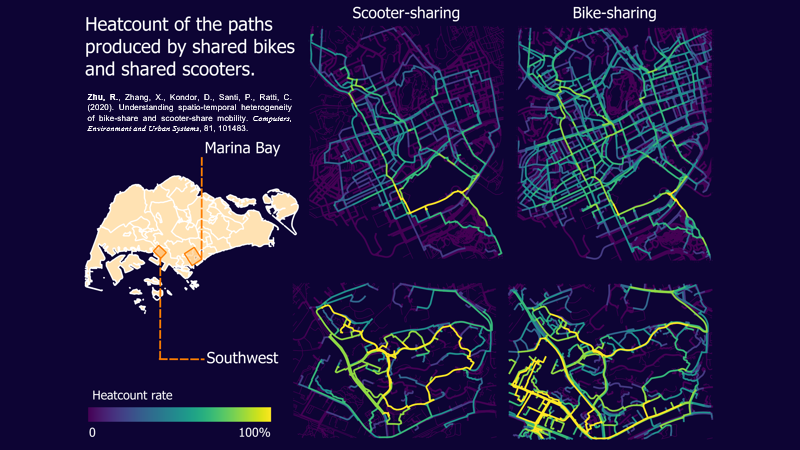 Heatcount of the paths
produced by shared bikes
and shared scooters.
Zhu, R., Zhang, X., Kondor, D., Santi, P., Ratti, C.
(2020). Understanding spatio-temporal heterogeneity
of bike-share and scooter-share mobility. Computers,
Environment and Urban Systems, 81, 101483.
Scooter-sharing
Bike-sharing
Marina Bay
Southwest
Heatcount rate
0
100%